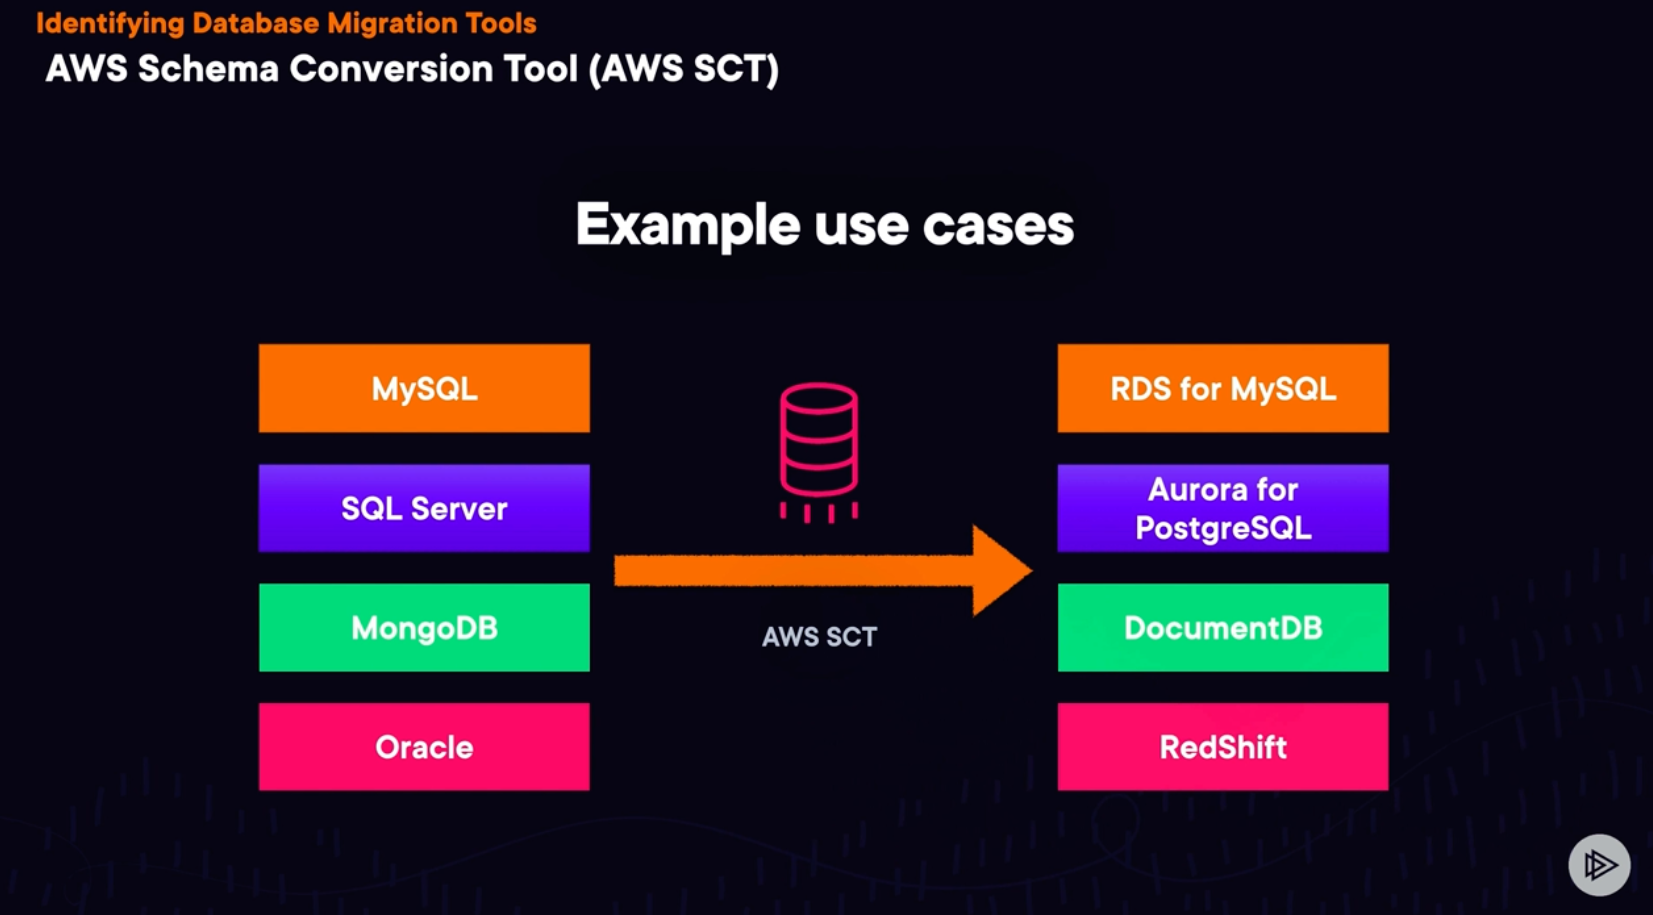 Identifying Database Migration Tools
AWS Schema Conversion Tool (AWS SCT)
Example use cases
MySQL
SQL Server
MongoDB
Oracle
AWS SCT
RDS for MySQL
Aurora for
PostgreSQL
DocumentDB
RedShift